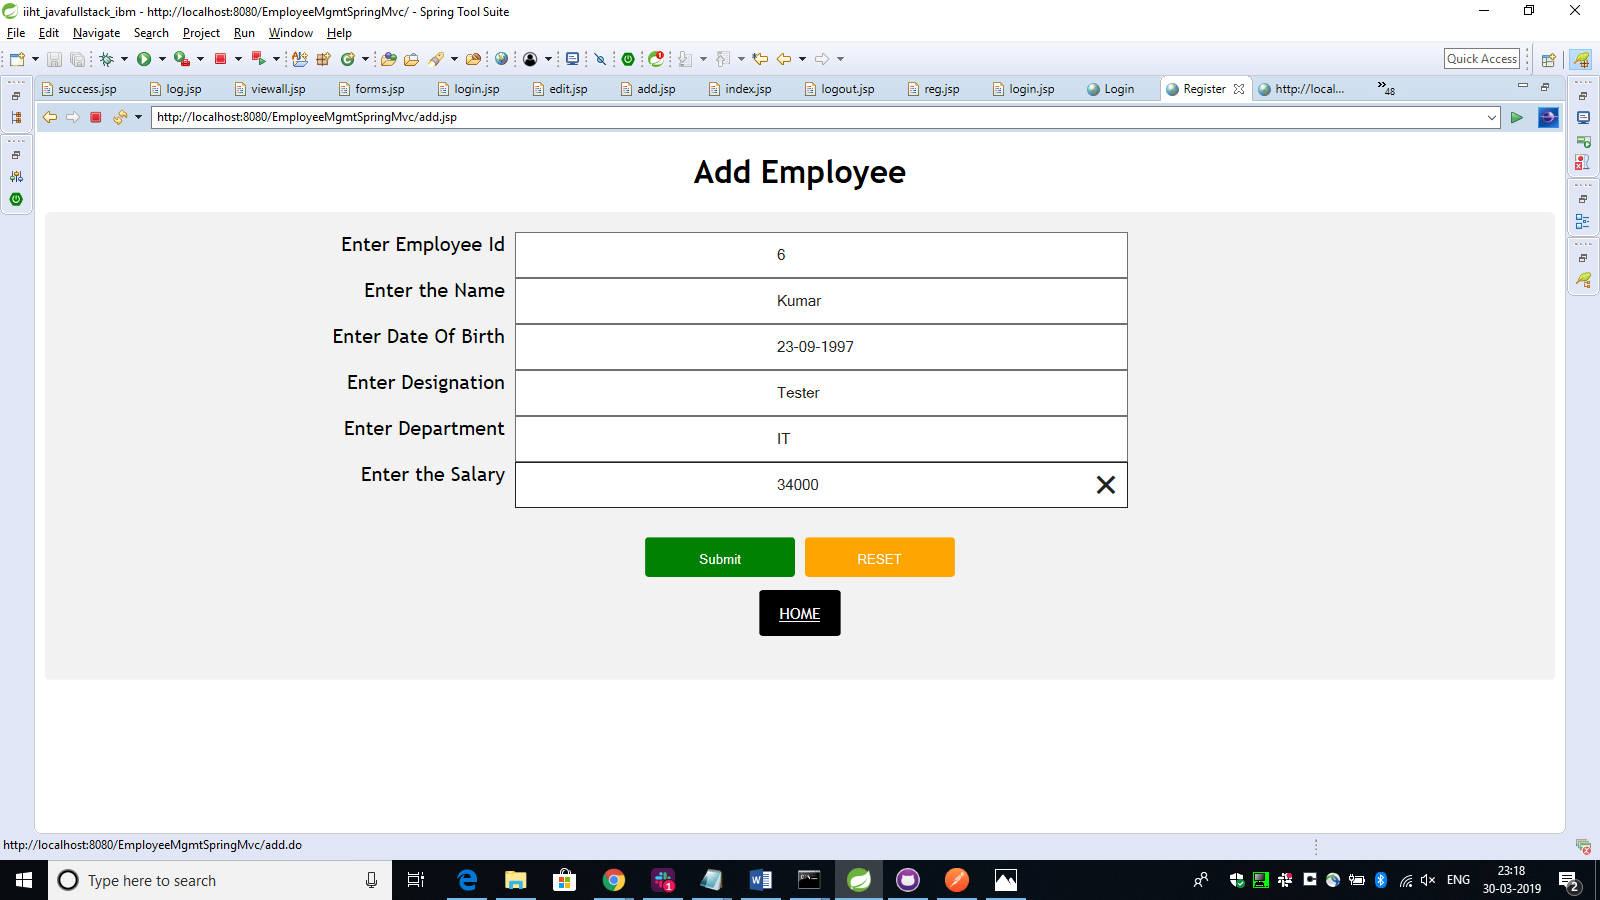 iiht_javafullstack_ibm - http://localhost:8080/EmployeeMgmtSpringMvc/ - Spring Tool Suite
File Edit Navigate Search Project Run Window Help
Quick Access
success.jsp log.jsp viewall.jsp forms.jsp login.jsp edit.jsp add.jsp index.jsp logout.jsp reg.jsp login.jsp Login Register http://local... »48
http://localhost:8080/EmployeeMgmtSpringMvc/add.jsp
Add Employee
Enter Employee Id 6
Enter the Name Kumar
Enter Date Of Birth 23-09-1997
Enter Designation Tester
Enter Department IT
Enter the Salary 34000
Submit RESET
HOME
http://localhost:8080/EmployeeMgmtSpringMvc/add.do
Type here to search
1
ENG
23:18
30-03-2019
2